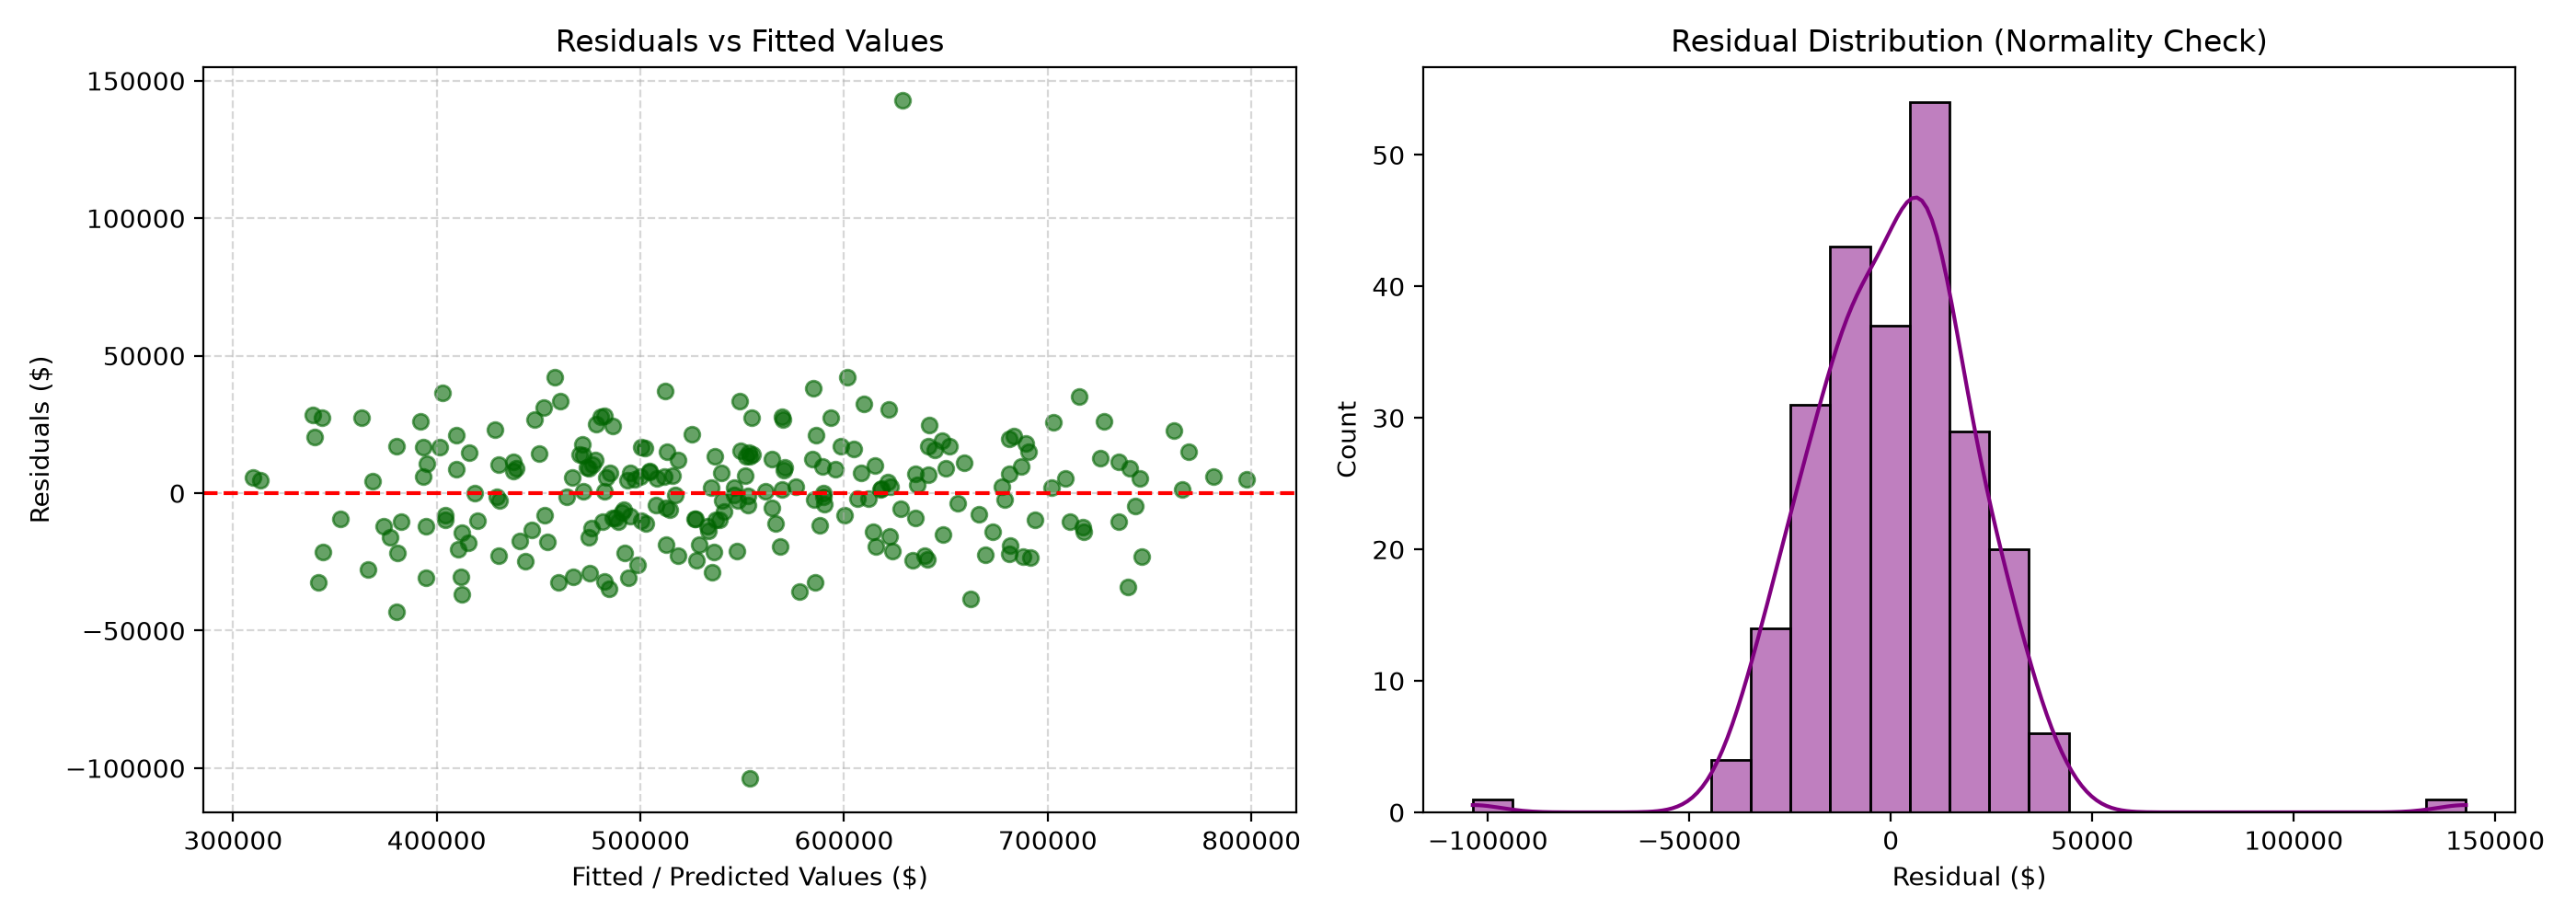 Residuals vs Fitted Values
150000
100000
50000
0
−50000
−100000
Residuals ($)
300000 400000 500000 600000 700000 800000
Fitted / Predicted Values ($)
Residual Distribution (Normality Check)
50
40
30
20
10
0
Count
−100000 −50000 0 50000 100000 150000
Residual ($)